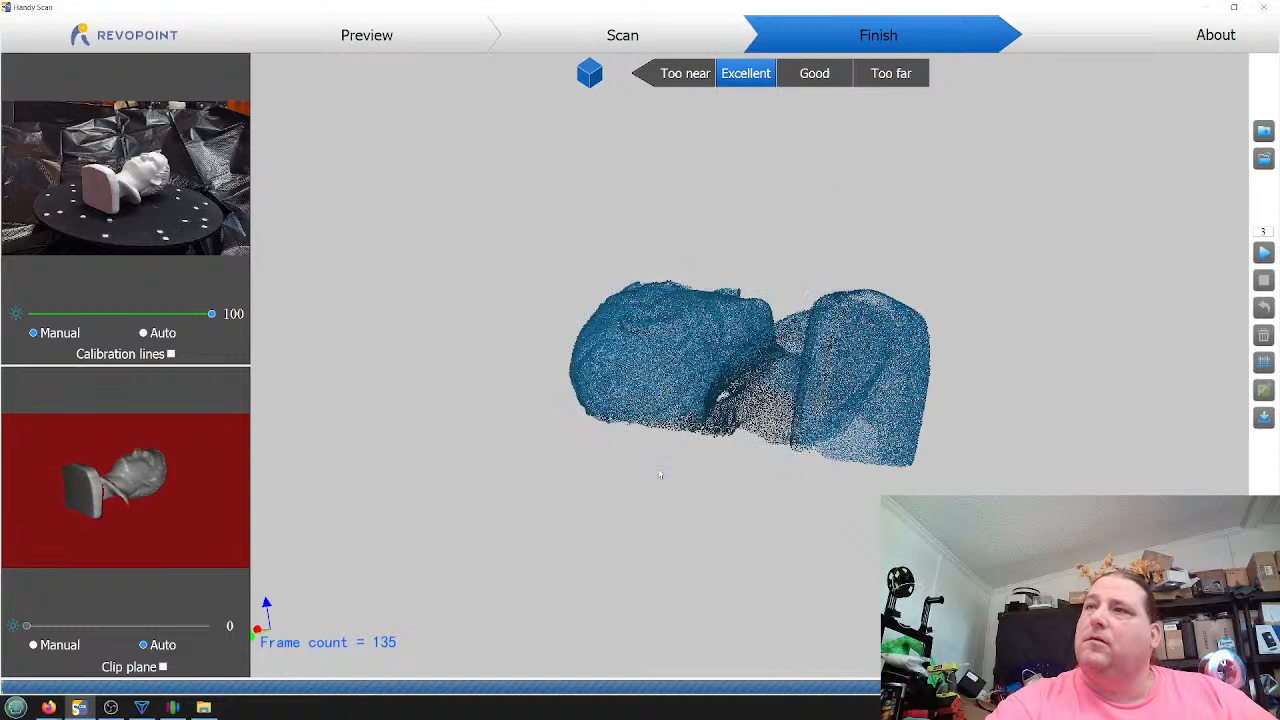 Handy Scan
REVOPOINT
Preview
Scan
Finish
About
Too near
Excellent
Good
Too far
3
100
Manual
Auto
Calibration lines
0
Manual
Auto
Clip plane
Frame count = 135